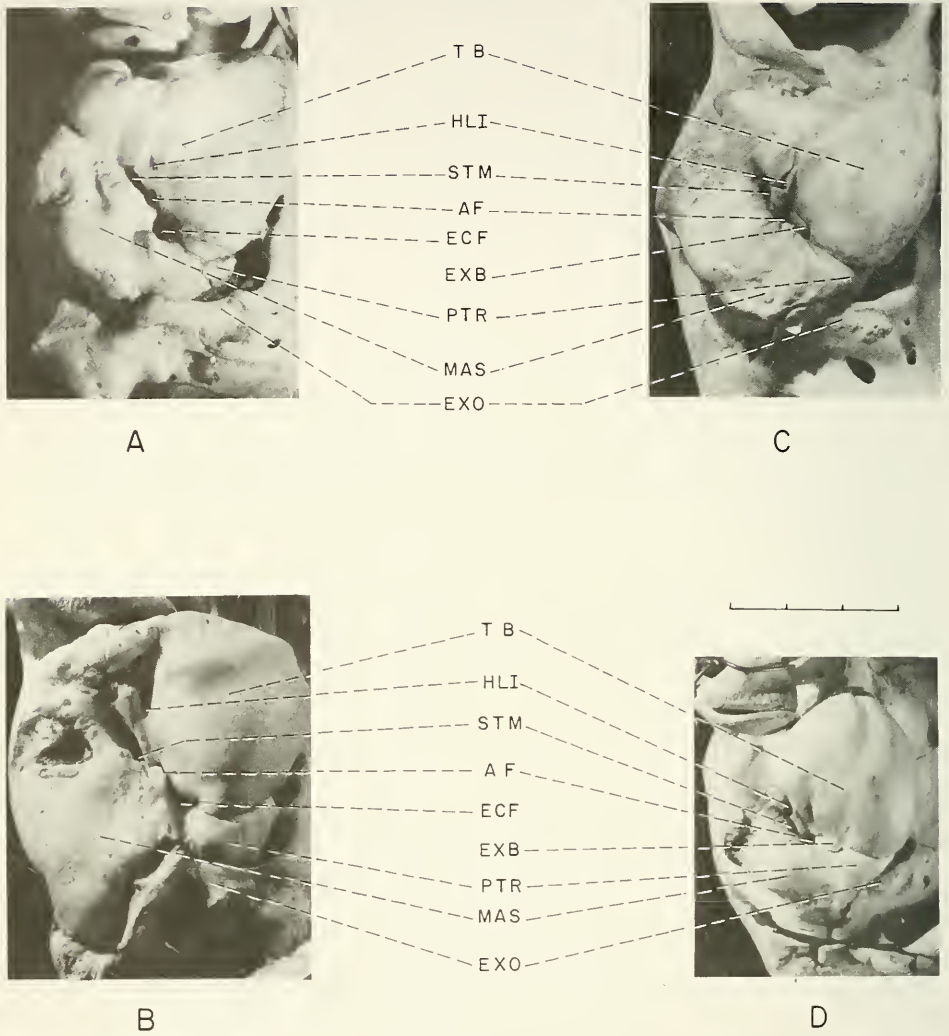 T B
HLI
STM
AF
ECF
EXB
PTR
MAS
EXO
A
C
T B
HLI
STM
A F
ECF
EXB
PTR
MAS
EXO
B
D